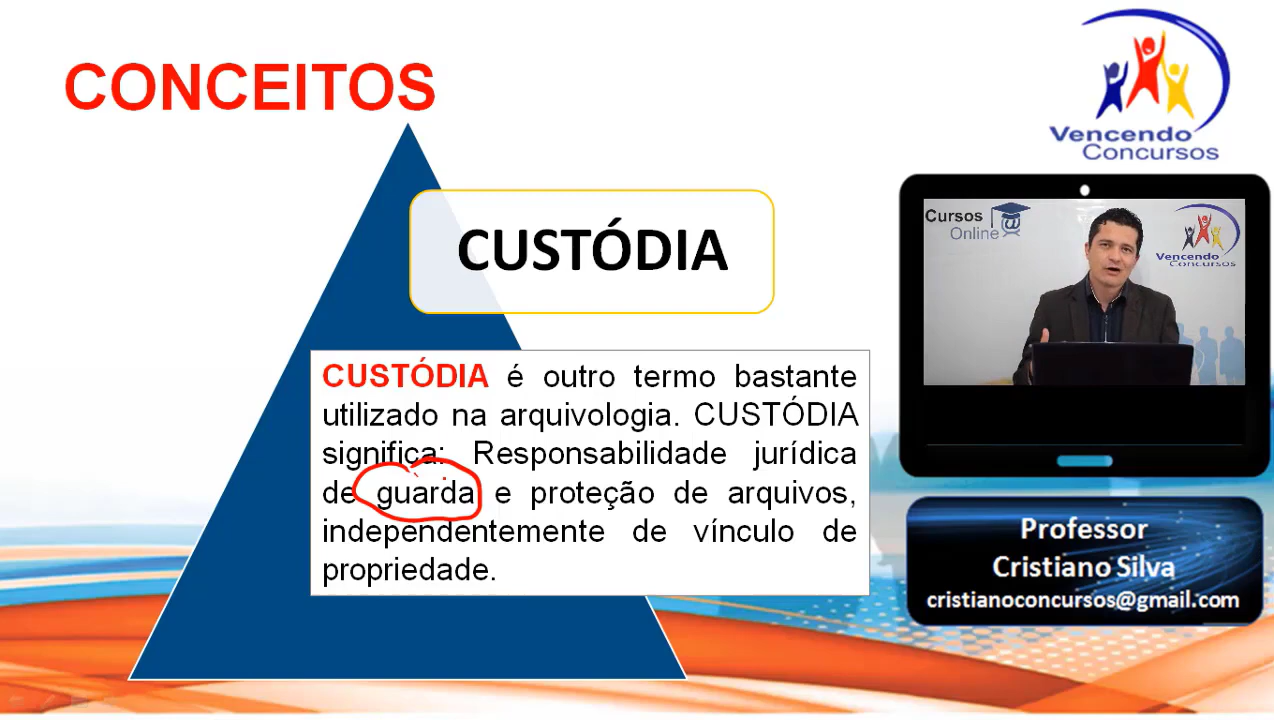 CONCEITOS
Vencendo
Concursos
CUSTÓDIA
Cursos
Online
Vencendo
Concursos
CUSTÓDIA é outro termo bastante
utilizado na arquivologia. CUSTÓDIA
significa: Responsabilidade jurídica
de guarda e proteção de arquivos,
independentemente de vínculo de
propriedade.
Professor
Cristiano Silva
cristianoconcursos@gmail.com